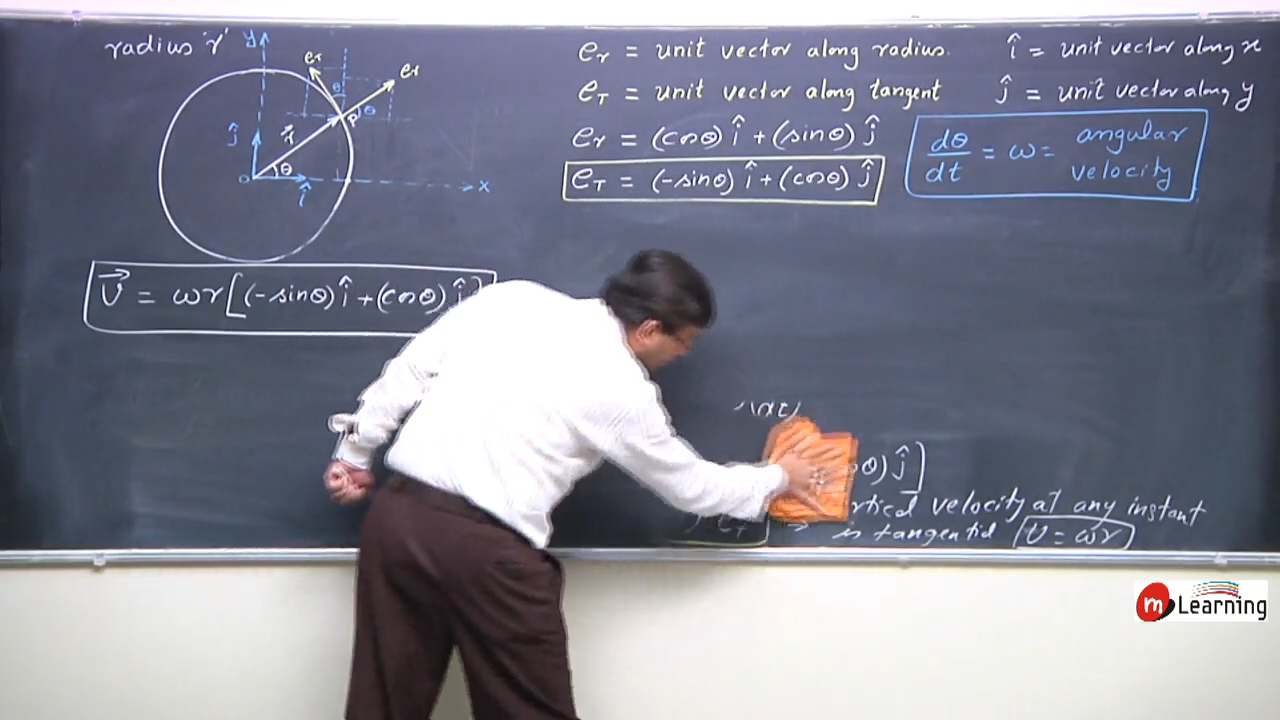 radius 'r'
y
er
er
θ
θ
P
ĵ
r⃗
θ
o
î
x
er = unit vector along radius.
eT = unit vector along tangent
er = (cosθ) î + (sinθ) ĵ
eT = (-sinθ) î + (cosθ) ĵ
î = unit vector along x
ĵ = unit vector along y
dθ/dt = ω = angular velocity
V⃗ = ωr[(-sinθ) î + (cosθ) ĵ]
θ) ĵ]
velocity at any instant
eT → is tangential V = ωr
m Learning